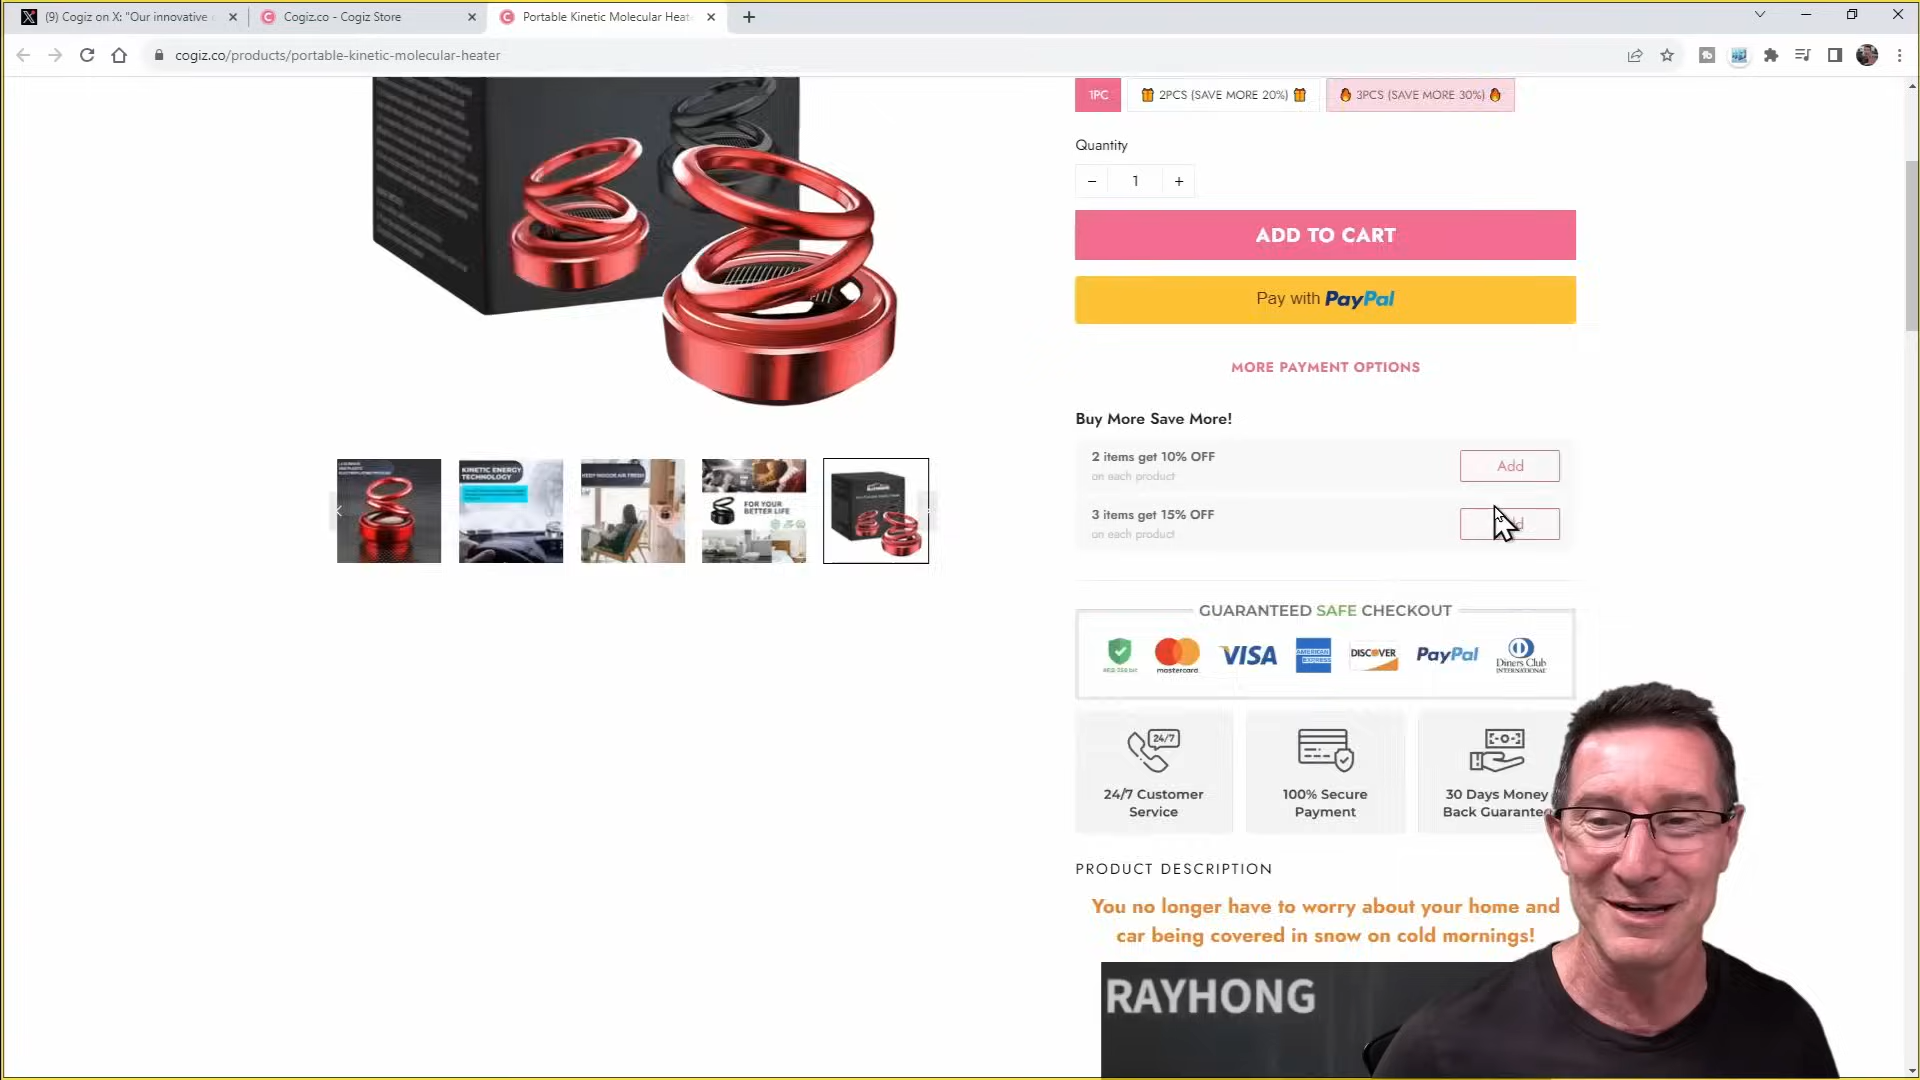 (9) Cogiz on X: "Our innovative
Cogiz.co - Cogiz Store
Portable Kinetic Molecular Heat
cogiz.co/products/portable-kinetic-molecular-heater
1PC
2PCS (SAVE MORE 20%)
3PCS (SAVE MORE 30%)
Quantity
− 1 +
ADD TO CART
Pay with PayPal
MORE PAYMENT OPTIONS
Buy More Save More!
2 items get 10% OFF
on each product
Add
3 items get 15% OFF
on each product
KINETIC ENERGY
TECHNOLOGY
FOR YOUR
BETTER LIFE
GUARANTEED SAFE CHECKOUT
mastercard
VISA
AMERICAN
EXPRESS
DISCOVER
PayPal
Diners Club
INTERNATIONAL
24/7
24/7 Customer
Service
100% Secure
Payment
30 Days Money
Back Guarante
PRODUCT DESCRIPTION
You no longer have to worry about your home and
car being covered in snow on cold mornings!
RAYHONG